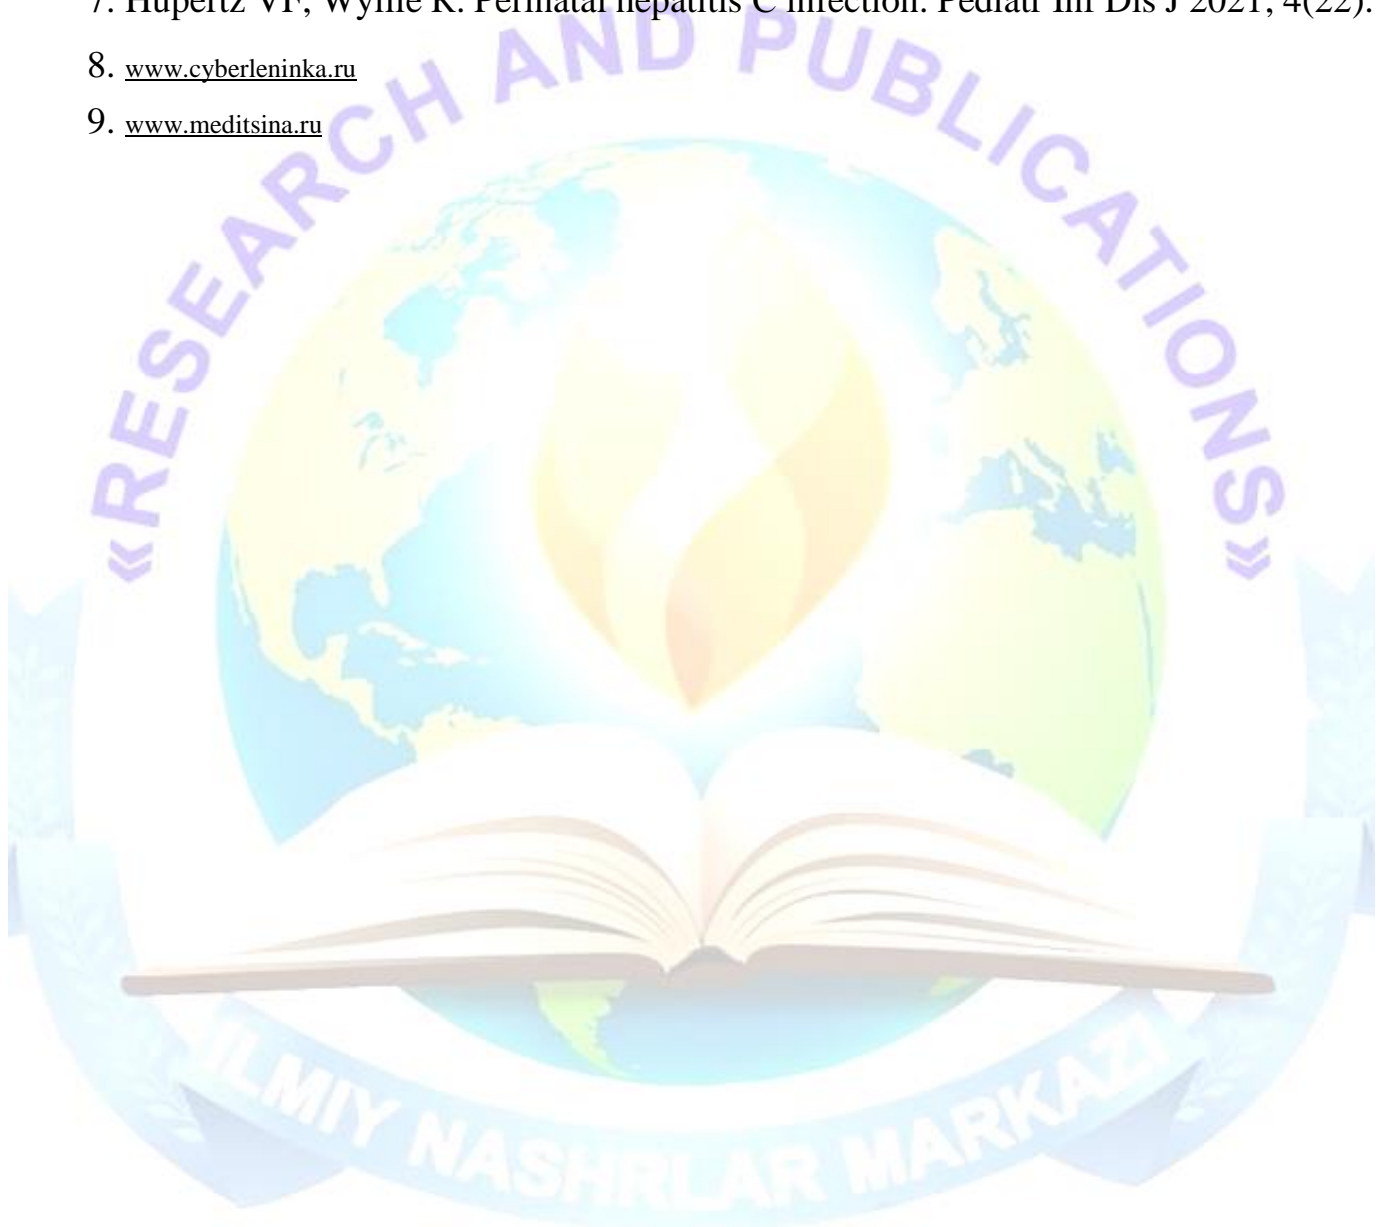 7. Hupertz VF, Wyllie R. Perinatal hepatitis C infection. Pediatr Inf Dis J 2021; 4(22).
8. www.cyberleninka.ru
9. www.meditsina.ru
«RESEARCH AND PUBLICATIONS»
ILMIY NASHRLAR MARKAZI